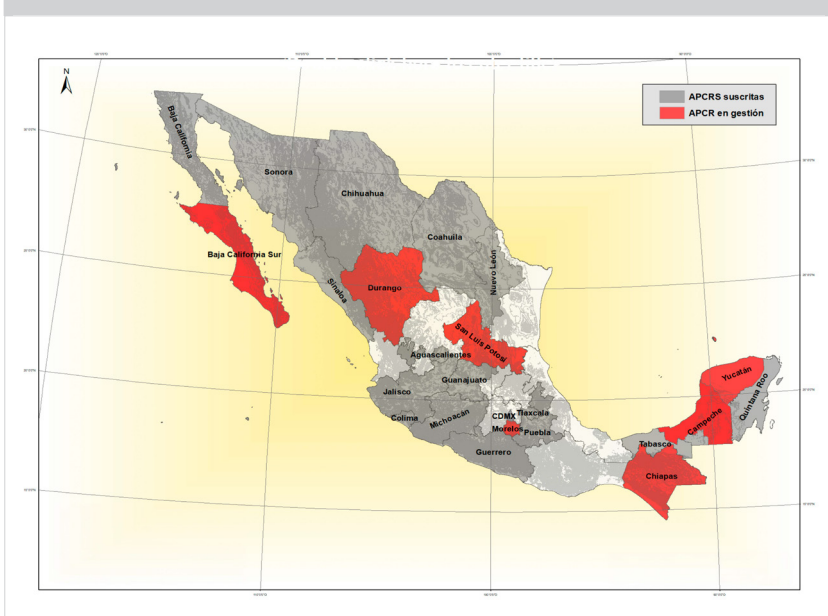 N
APCRS suscritas
APCR en gestión
Baja California
Sonora
Chihuahua
Coahuila
Nuevo León
Baja California Sur
Durango
Sinaloa
San Luis Potosí
Aguascalientes
Guanajuato
Jalisco
Colima
Michoacán
CDMX
Tlaxcala
Morelos
Puebla
Guerrero
Yucatán
Quintana Roo
Campeche
Tabasco
Chiapas